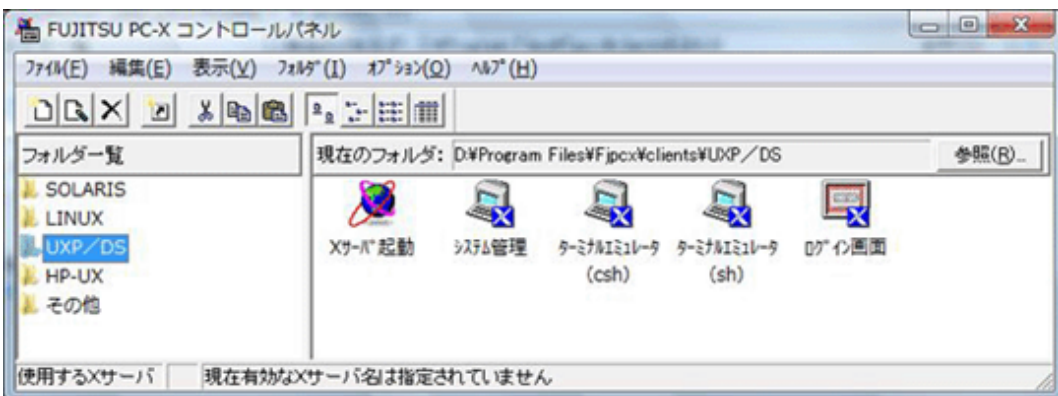 FUJITSU PC-X コントロールパネル
ﾌｧｲﾙ(F) 編集(E) 表示(V) ﾌｫﾙﾀﾞ(I) ｵﾌﾟｼｮﾝ(O) ﾍﾙﾌﾟ(H)
フォルダ一覧
現在のフォルダ: D:¥Program Files¥Fjpcx¥clients¥UXP／DS 参照(R)...
SOLARIS
LINUX
UXP／DS
HP-UX
その他
Xｻｰﾊﾞ起動
ｼｽﾃﾑ管理
ﾀｰﾐﾅﾙｴﾐｭﾚｰﾀ
(csh)
ﾀｰﾐﾅﾙｴﾐｭﾚｰﾀ
(sh)
ﾛｸﾞｲﾝ画面
使用するXサーバ 現在有効なXサーバ名は指定されていません